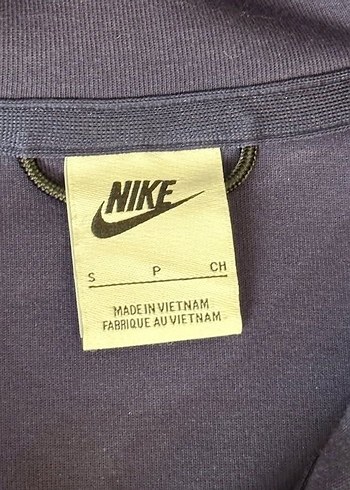 NIKE
S P CH
MADE IN VIETNAM
FABRIQUE AU VIETNAM